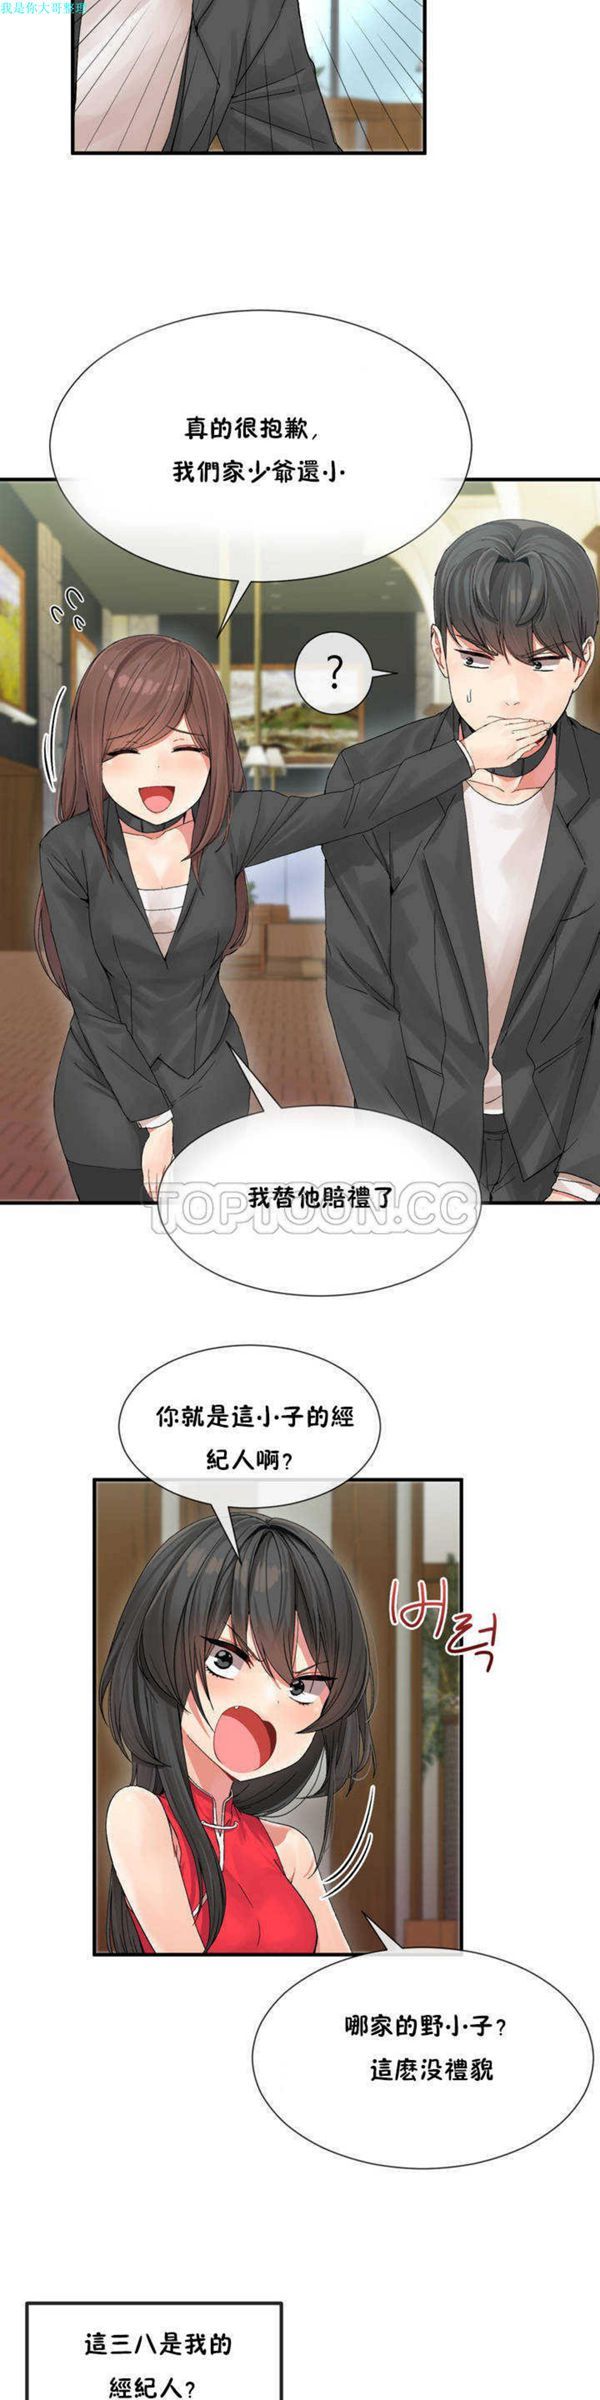 我是你大哥整理
真的很抱歉,
我們家少爺還小
?
我替他賠禮了
TOPTOON.CC
你就是這小子的經
紀人啊?
버럭
哪家的野小子?
這麼没禮貌
這三八是我的
經紀人?